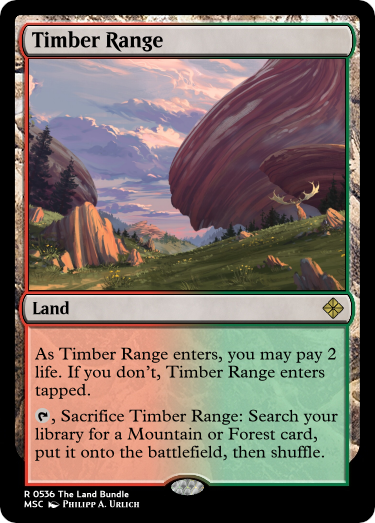 Timber Range
Land
As Timber Range enters, you may pay 2
life. If you don't, Timber Range enters
tapped.
, Sacrifice Timber Range: Search your
library for a Mountain or Forest card,
put it onto the battlefield, then shuffle.
R 0536 The Land Bundle
MSC Philipp A. Urlich